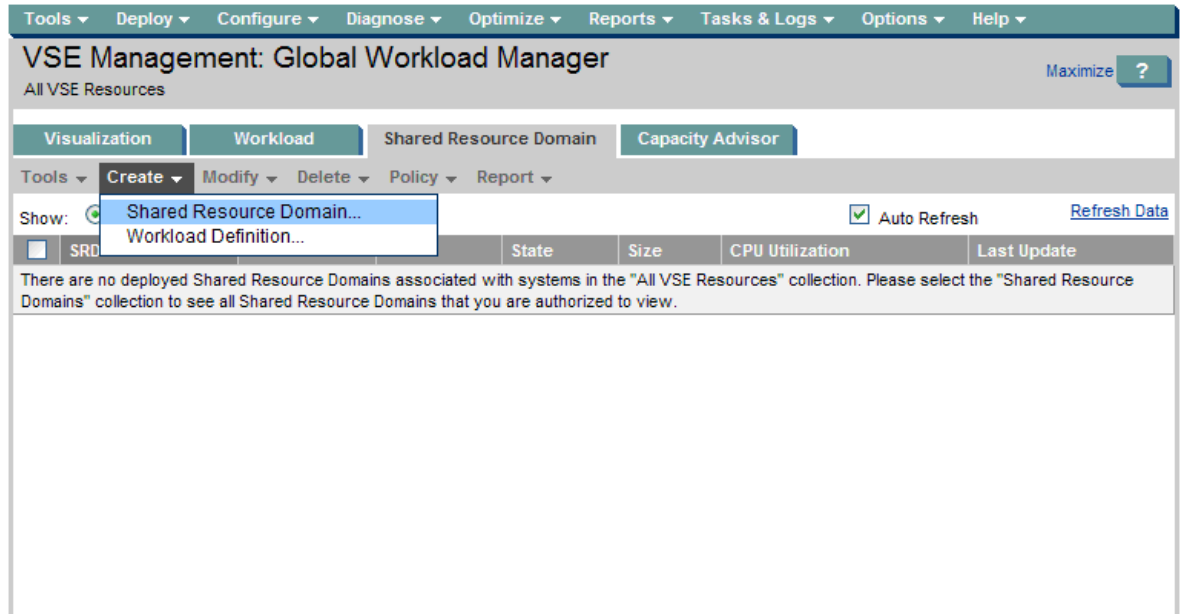 Tools Deploy Configure Diagnose Optimize Reports Tasks & Logs Options Help
VSE Management: Global Workload Manager
All VSE Resources
Maximize ?
Visualization Workload Shared Resource Domain Capacity Advisor
Tools Create Modify Delete Policy Report
Show:
Shared Resource Domain...
Workload Definition...
Auto Refresh
Refresh Data
SRD State Size CPU Utilization Last Update
There are no deployed Shared Resource Domains associated with systems in the "All VSE Resources" collection. Please select the "Shared Resource
Domains" collection to see all Shared Resource Domains that you are authorized to view.